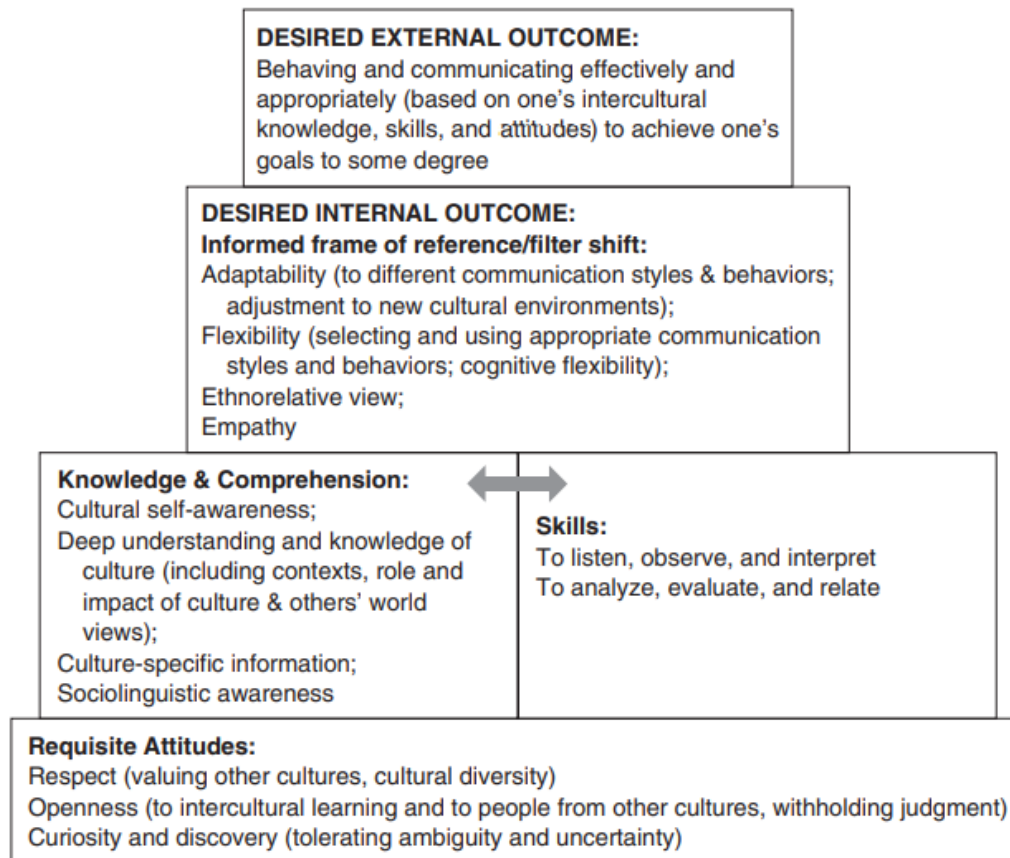 DESIRED EXTERNAL OUTCOME:
Behaving and communicating effectively and
appropriately (based on one's intercultural
knowledge, skills, and attitudes) to achieve one's
goals to some degree
DESIRED INTERNAL OUTCOME:
Informed frame of reference/filter shift:
Adaptability (to different communication styles & behaviors;
adjustment to new cultural environments);
Flexibility (selecting and using appropriate communication
styles and behaviors; cognitive flexibility);
Ethnorelative view;
Empathy
Knowledge & Comprehension:
Cultural self-awareness;
Deep understanding and knowledge of
culture (including contexts, role and
impact of culture & others' world
views);
Culture-specific information;
Sociolinguistic awareness
Skills:
To listen, observe, and interpret
To analyze, evaluate, and relate
Requisite Attitudes:
Respect (valuing other cultures, cultural diversity)
Openness (to intercultural learning and to people from other cultures, withholding judgment)
Curiosity and discovery (tolerating ambiguity and uncertainty)